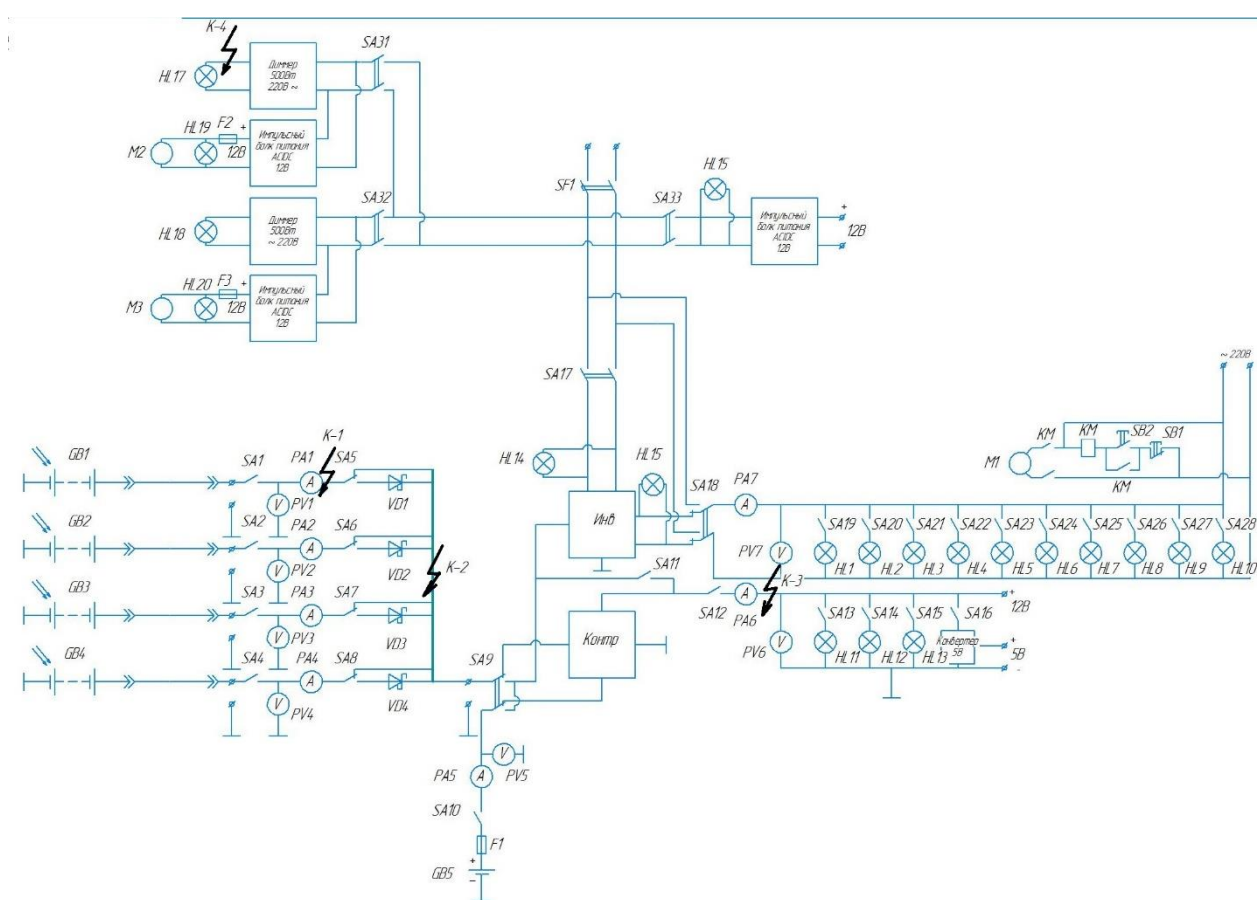 K-4
SA31
HL17
Диммер
500Вт
220В ~
HL19
F2
+
M2
12В
Импульсный
блок питания
AC|DC
12В
SF1
HL15
SA32
SA33
HL18
Диммер
500Вт
~ 220В
Импульсный
блок питания
AC|DC
12В
+
12В
HL20
F3
+
M3
12В
Импульсный
блок питания
AC|DC
12В
~ 220В
SA17
KM
KM
SB2
SB1
M1
KM
GB1
SA1
PA1
K-1
SA5
A
V
PV1
VD1
HL14
HL15
SA18
PA7
A
Инв
GB2
SA2
PA2
SA6
A
V
PV2
VD2
K-2
PV7
V
SA19
SA20
SA21
SA22
SA23
SA24
SA25
SA26
SA27
SA28
HL1
HL2
HL3
HL4
HL5
HL6
HL7
HL8
HL9
HL10
GB3
SA3
PA3
SA7
A
V
PV3
VD3
SA11
K-3
SA12
A
PA6
+
12В
Контр
PV6
V
SA13
SA14
SA15
SA16
HL11
HL12
HL13
Конвертер
5В
+
5В
-
GB4
SA4
PA4
SA8
A
V
PV4
VD4
SA9
V
PV5
PA5
A
SA10
F1
+
GB5
-